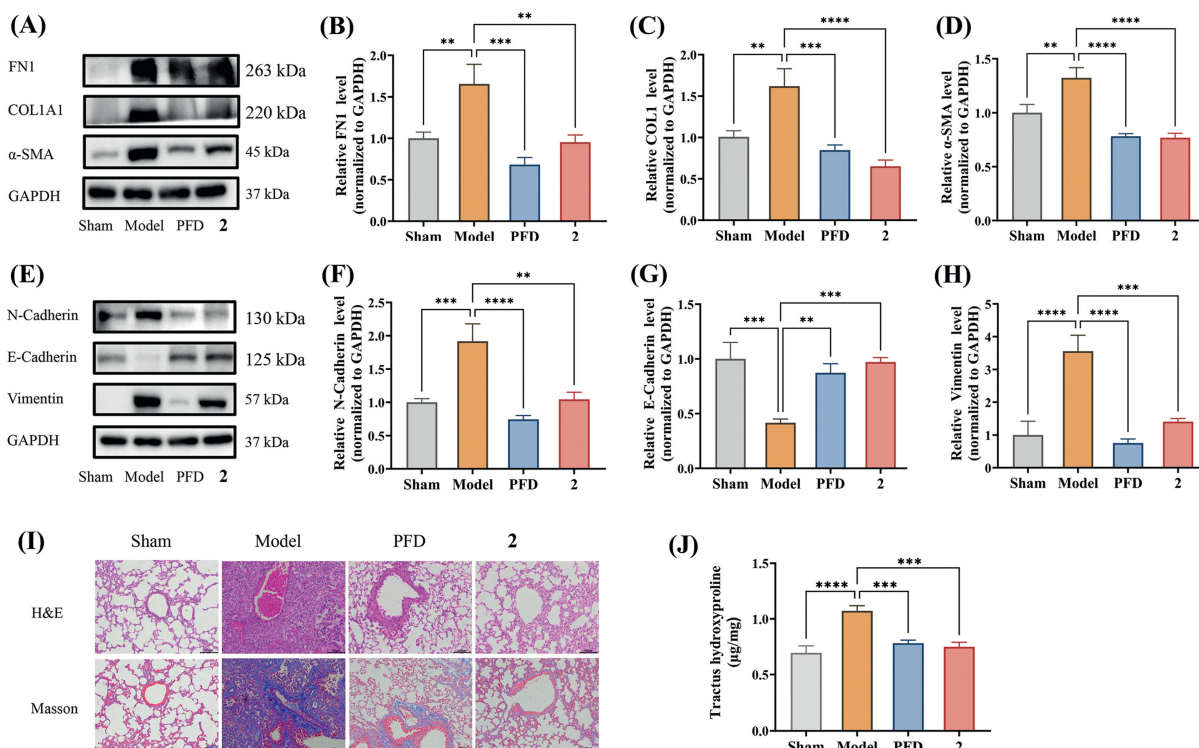 (A)
FN1
263 kDa
COL1A1
220 kDa
α-SMA
45 kDa
GAPDH
37 kDa
Sham Model PFD 2
(B)
Relative FN1 level
(normalized to GAPDH)
2.0
1.5
1.0
0.5
0.0
** *** **
Sham Model PFD 2
(C)
Relative COL1 level
(normalized to GAPDH)
2.0
1.5
1.0
0.5
0.0
** *** ****
Sham Model PFD 2
(D)
Relative α-SMA level
(normalized to GAPDH)
2.0
1.5
1.0
0.5
0.0
** **** ****
Sham Model PFD 2
(E)
N-Cadherin
130 kDa
E-Cadherin
125 kDa
Vimentin
57 kDa
GAPDH
37 kDa
Sham Model PFD 2
(F)
Relative N-Cadherin level
(normalized to GAPDH)
2.5
2.0
1.5
1.0
0.5
0.0
*** **** **
Sham Model PFD 2
(G)
Relative E-Cadherin level
(normalized to GAPDH)
1.5
1.0
0.5
0.0
*** ** ***
Sham Model PFD 2
(H)
Relative Vimentin level
(normalized to GAPDH)
5
4
3
2
1
0
**** **** ***
Sham Model PFD 2
(I)
Sham Model PFD 2
H&E
Masson
(J)
Tractus hydroxyproline
(μg/mg)
1.5
1.0
0.5
0.0
**** *** ***
Sham Model PFD 2